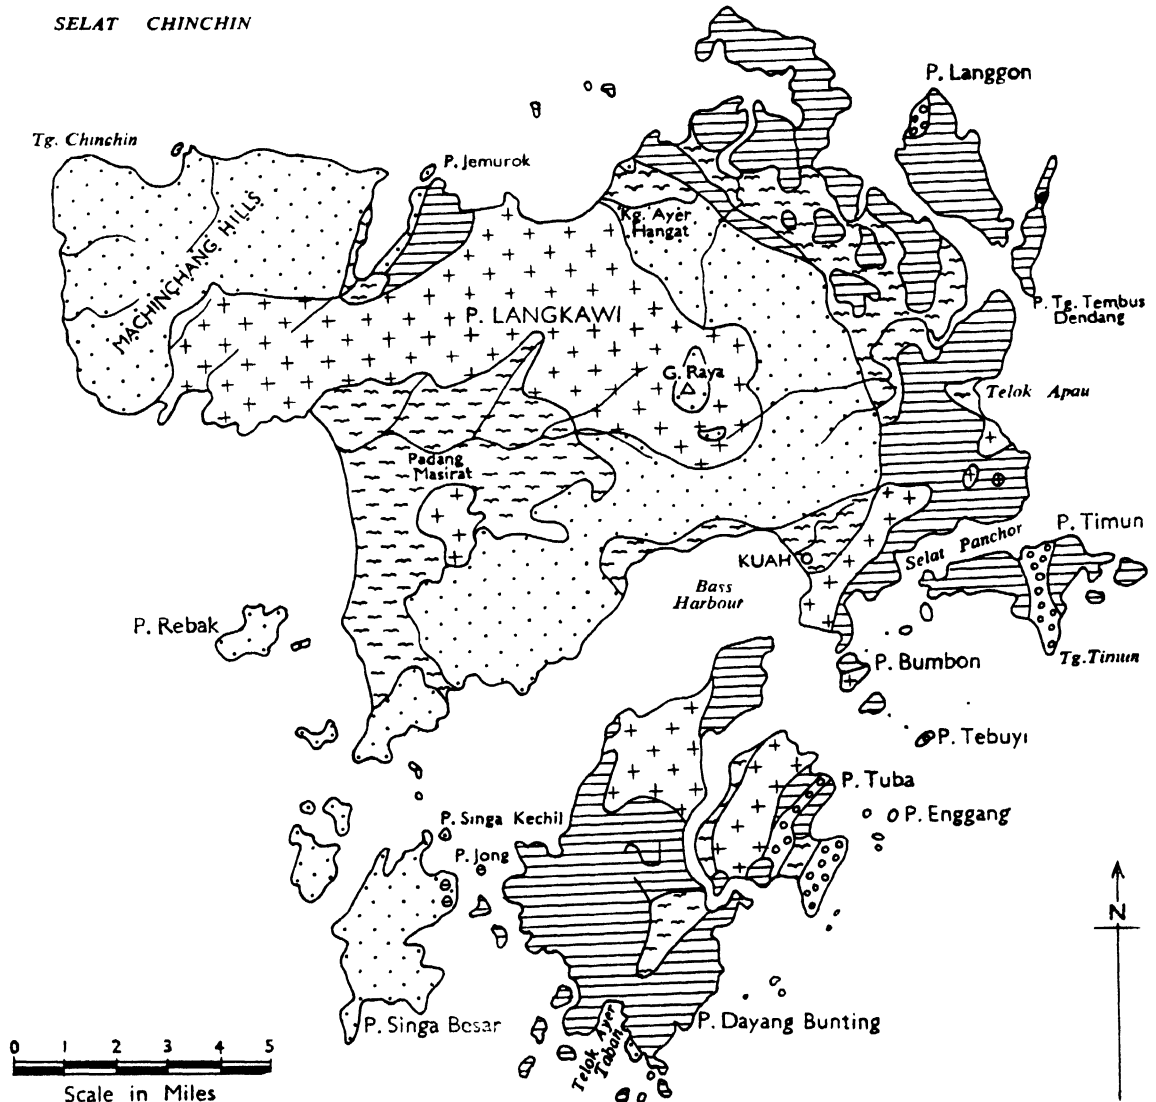 SELAT CHINCHIN
P. Langgon
Tg. Chinchin
P. Jemurok
MACHINCHANG HILLS
Kg. Ayer
Hangat
P. Tg. Tembus
Dendang
P. LANGKAWI
G. Raya
Telok Apau
Padang
Masirat
P. Timun
Selat Panchor
KUAH
Bass
Harbour
P. Rebak
P. Bumbon
Tg. Timun
P. Tebuyi
P. Tuba
P. Singa Kechil
P. Enggang
P. Jong
N
P. Singa Besar
P. Dayang Bunting
Telok Ayer
Taban
0 1 2 3 4 5
Scale in Miles